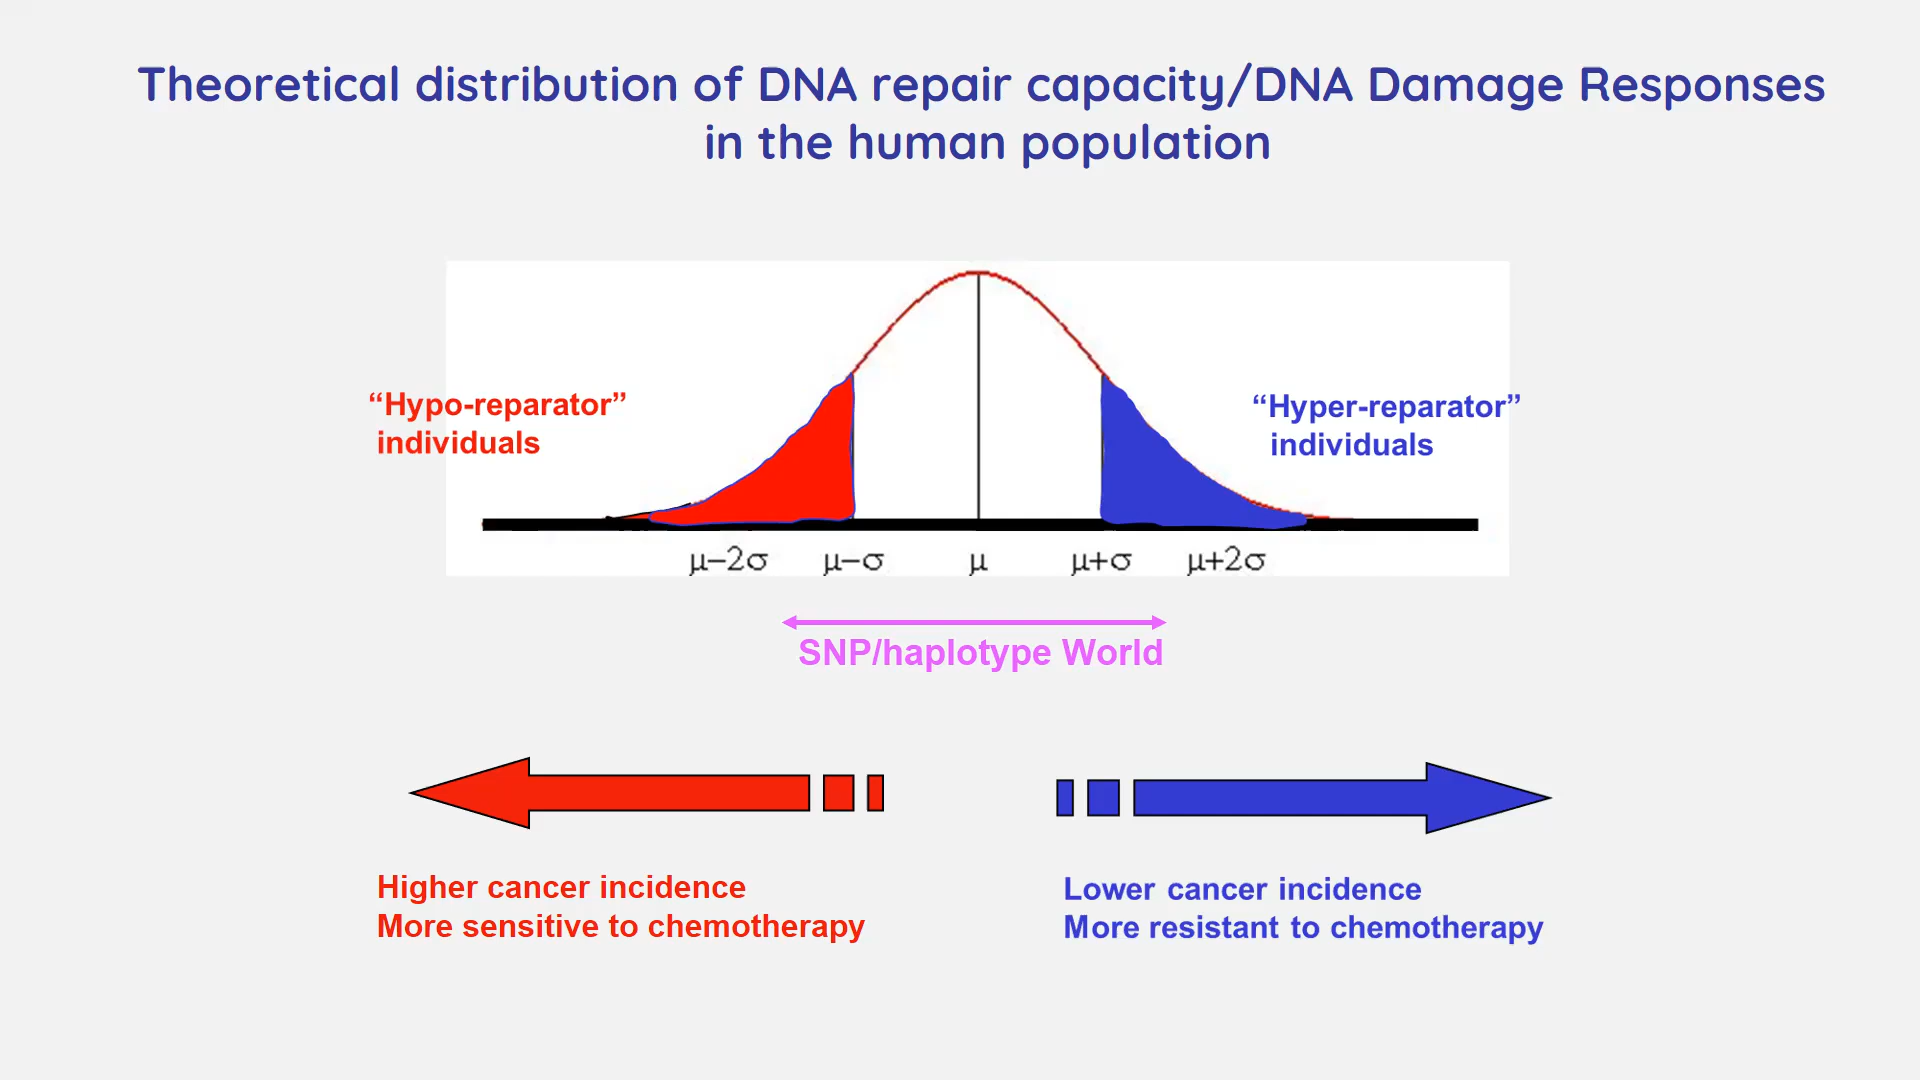 Theoretical distribution of DNA repair capacity/DNA Damage Responses
in the human population
“Hypo-reparator”
individuals
“Hyper-reparator”
individuals
μ−2σ μ−σ μ μ+σ μ+2σ
SNP/haplotype World
Higher cancer incidence
More sensitive to chemotherapy
Lower cancer incidence
More resistant to chemotherapy